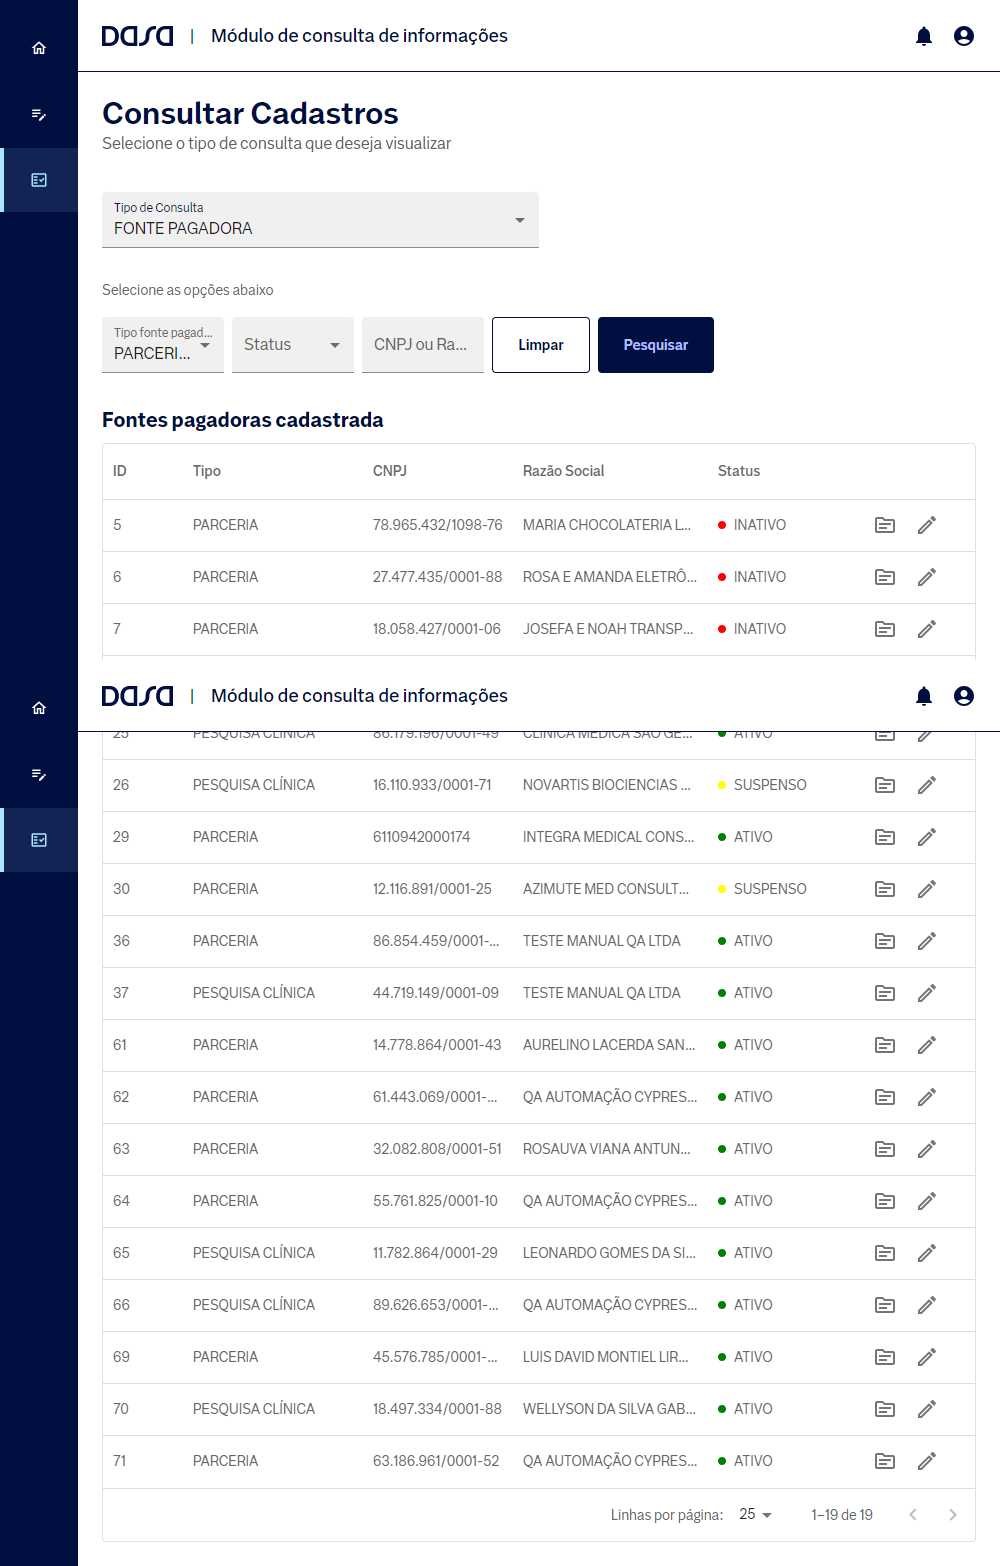 Dasa | Módulo de consulta de informações
Consultar Cadastros
Selecione o tipo de consulta que deseja visualizar
Tipo de Consulta
FONTE PAGADORA
Selecione as opções abaixo
Tipo fonte pagad...
PARCERI... Status CNPJ ou Ra... Limpar Pesquisar
Fontes pagadoras cadastrada
ID Tipo CNPJ Razão Social Status
5 PARCERIA 78.965.432/1098-76 MARIA CHOCOLATERIA L... INATIVO
6 PARCERIA 27.477.435/0001-88 ROSA E AMANDA ELETRÔ... INATIVO
7 PARCERIA 18.058.427/0001-06 JOSEFA E NOAH TRANSP... INATIVO
Dasa | Módulo de consulta de informações
25 PESQUISA CLÍNICA 86.179.196/0001-49 CLINICA MEDICA SAO GE... ATIVO
26 PESQUISA CLÍNICA 16.110.933/0001-71 NOVARTIS BIOCIENCIAS ... SUSPENSO
29 PARCERIA 6110942000174 INTEGRA MEDICAL CONS... ATIVO
30 PARCERIA 12.116.891/0001-25 AZIMUTE MED CONSULT... SUSPENSO
36 PARCERIA 86.854.459/0001-... TESTE MANUAL QA LTDA ATIVO
37 PESQUISA CLÍNICA 44.719.149/0001-09 TESTE MANUAL QA LTDA ATIVO
61 PARCERIA 14.778.864/0001-43 AURELINO LACERDA SAN... ATIVO
62 PARCERIA 61.443.069/0001-... QA AUTOMAÇÃO CYPRES... ATIVO
63 PARCERIA 32.082.808/0001-51 ROSAUVA VIANA ANTUN... ATIVO
64 PARCERIA 55.761.825/0001-10 QA AUTOMAÇÃO CYPRES... ATIVO
65 PESQUISA CLÍNICA 11.782.864/0001-29 LEONARDO GOMES DA SI... ATIVO
66 PESQUISA CLÍNICA 89.626.653/0001-... QA AUTOMAÇÃO CYPRES... ATIVO
69 PARCERIA 45.576.785/0001-... LUIS DAVID MONTIEL LIR... ATIVO
70 PESQUISA CLÍNICA 18.497.334/0001-88 WELLYSON DA SILVA GAB... ATIVO
71 PARCERIA 63.186.961/0001-52 QA AUTOMAÇÃO CYPRES... ATIVO
Linhas por página: 25 1–19 de 19